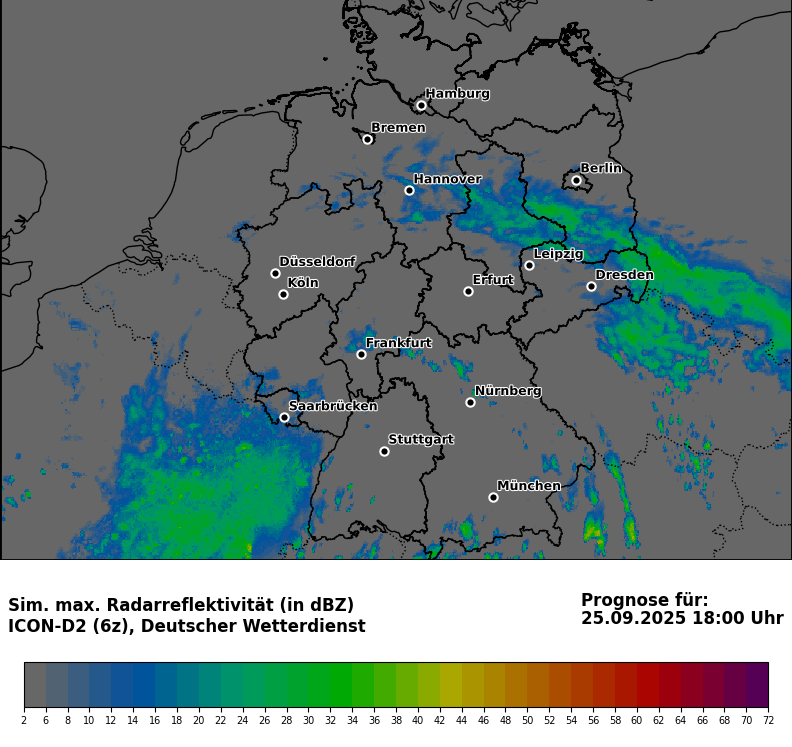 Hamburg
Bremen
Berlin
Hannover
Leipzig
Düsseldorf
Dresden
Köln
Erfurt
Frankfurt
Nürnberg
Saarbrücken
Stuttgart
München
Sim. max. Radarreflektivität (in dBZ)
ICON-D2 (6z), Deutscher Wetterdienst
Prognose für:
25.09.2025 18:00 Uhr
2 6 8 10 12 14 16 18 20 22 24 26 28 30 32 34 36 38 40 42 44 46 48 50 52 54 56 58 60 62 64 66 68 70 72